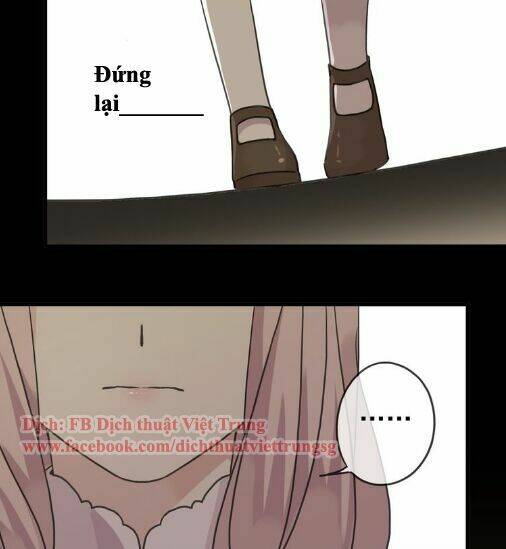 Đứng
lại_______
......
Dịch: FB Dịch thuật Việt Trung
www.facebook.com/dichthuatviettrungsg